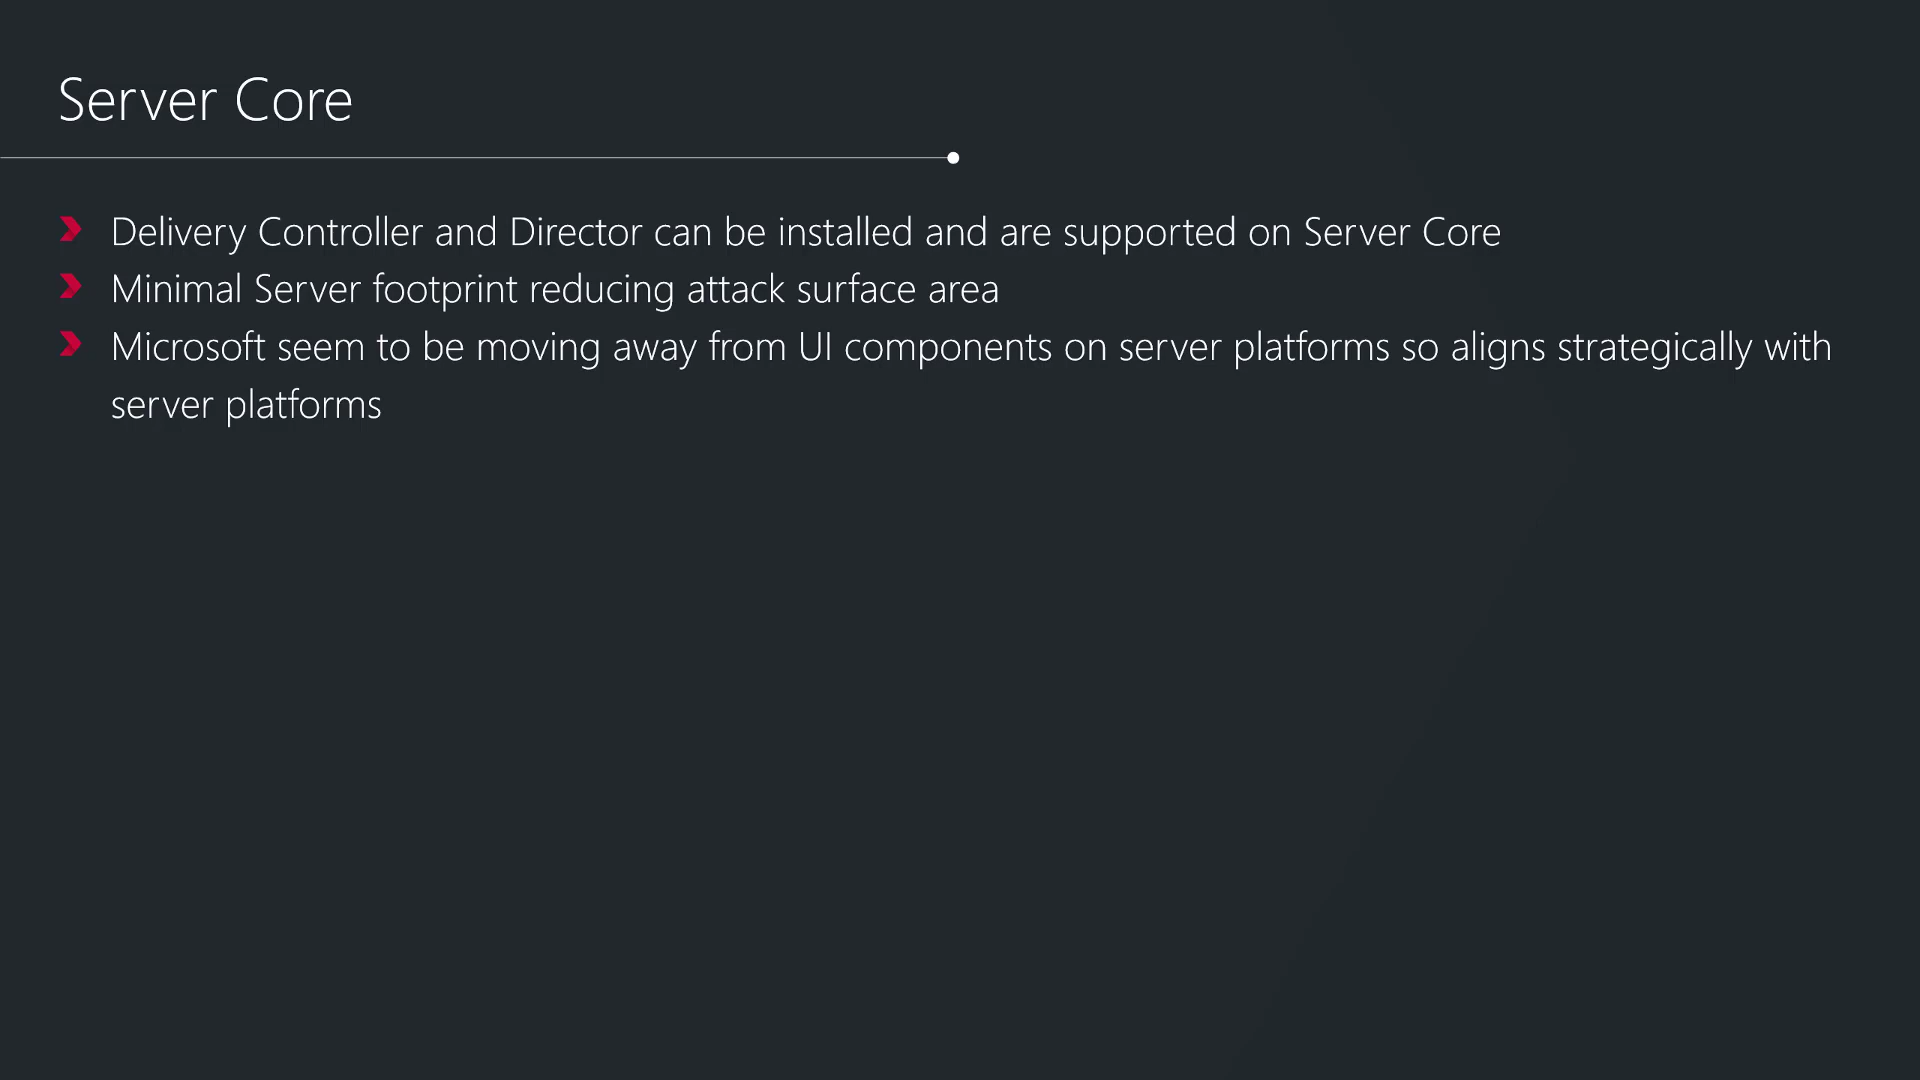 Server Core
Delivery Controller and Director can be installed and are supported on Server Core
Minimal Server footprint reducing attack surface area
Microsoft seem to be moving away from UI components on server platforms so aligns strategically with
server platforms